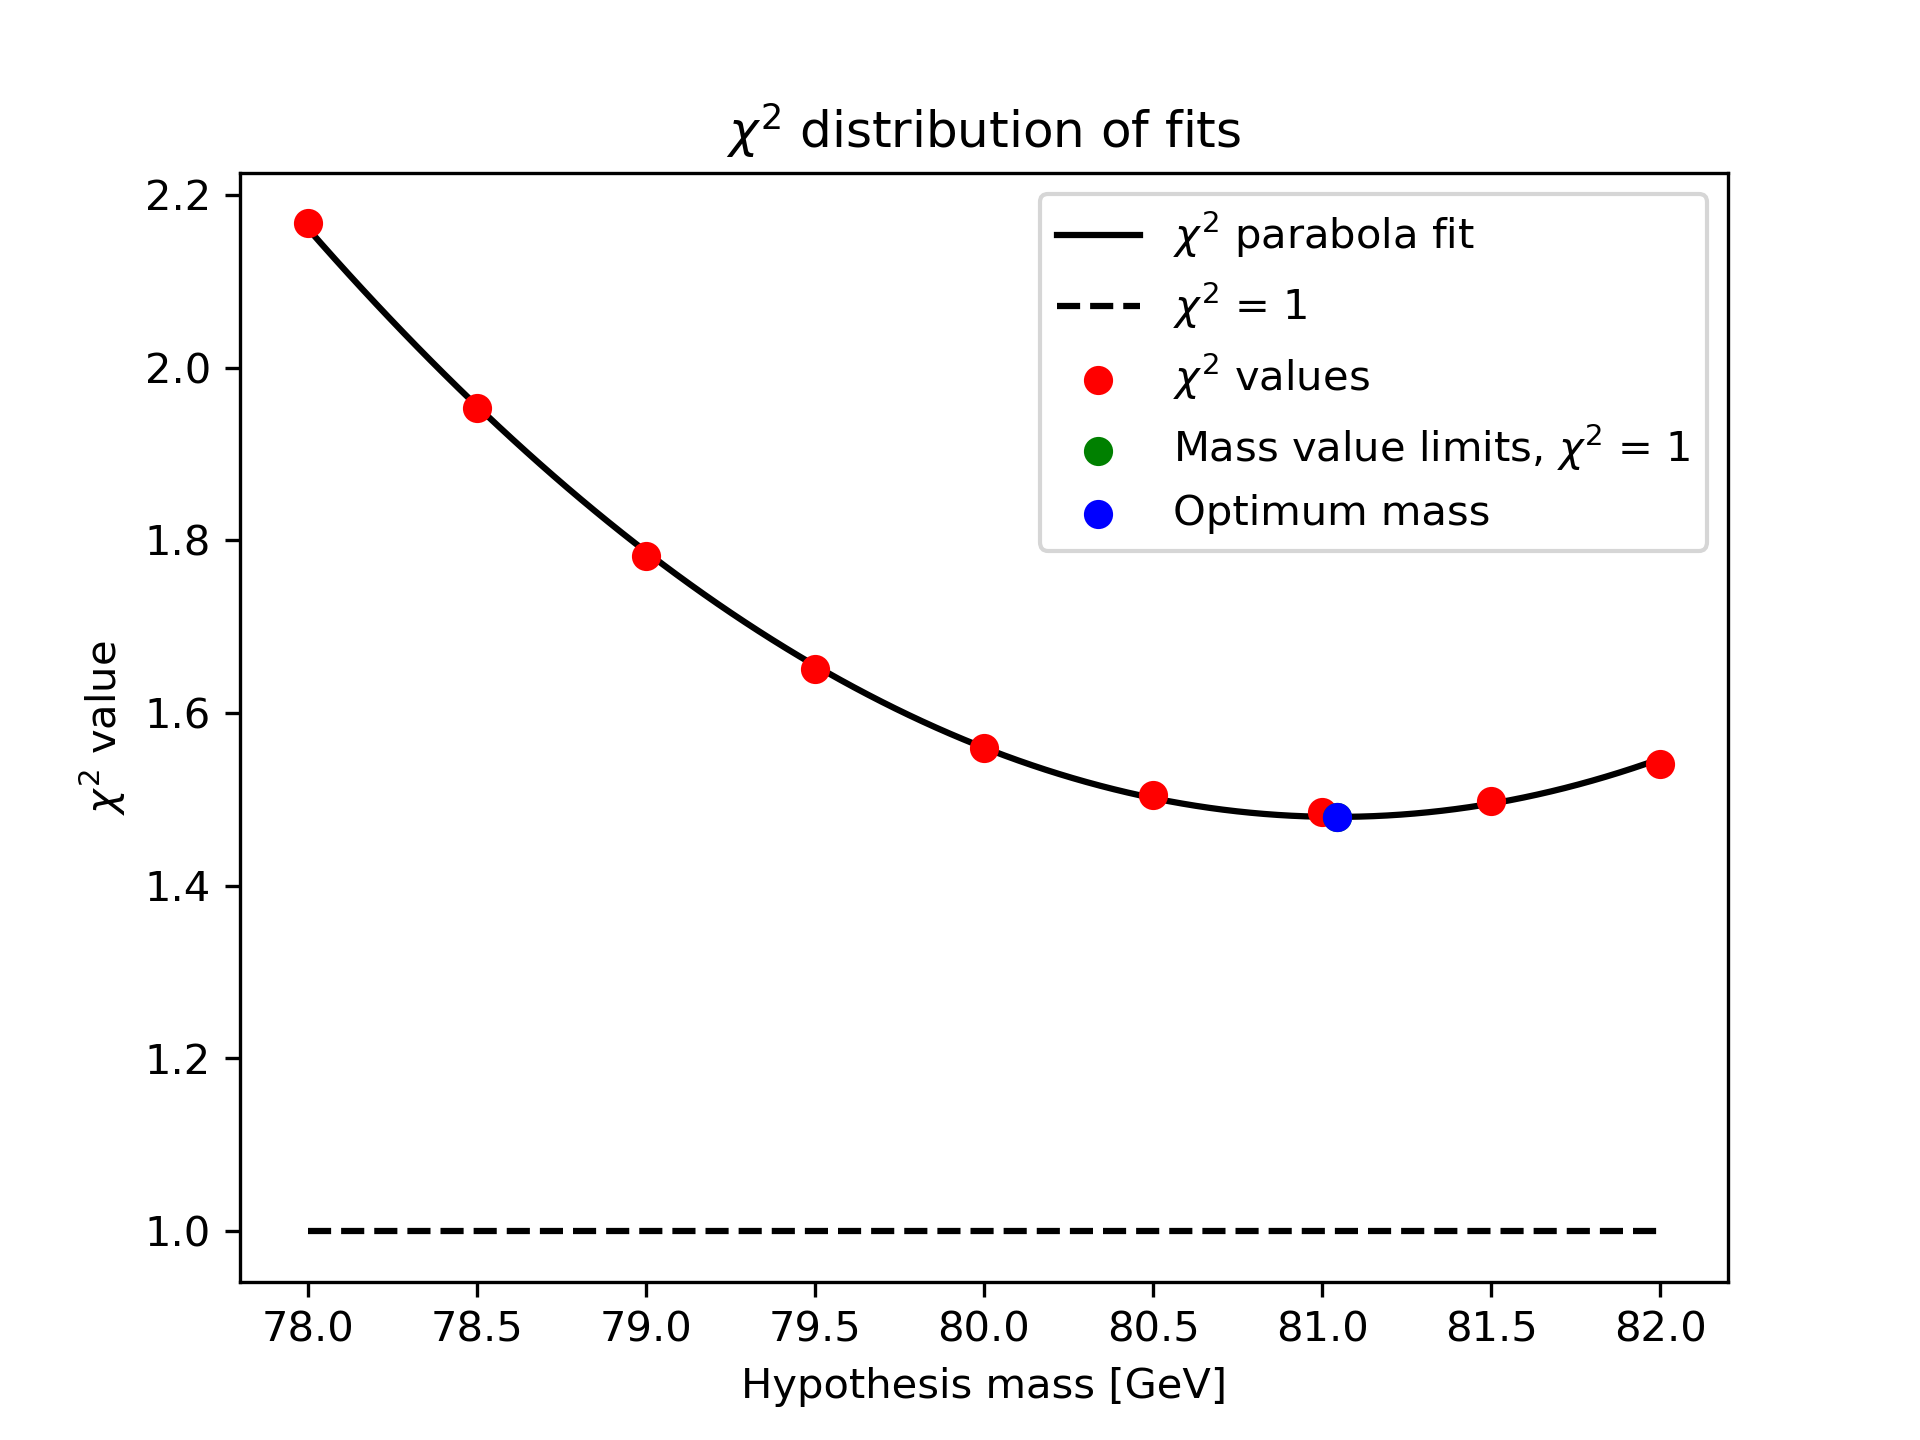 χ² distribution of fits
χ² parabola fit
χ² = 1
χ² values
Mass value limits, χ² = 1
Optimum mass
χ² value
2.2
2.0
1.8
1.6
1.4
1.2
1.0
78.0 78.5 79.0 79.5 80.0 80.5 81.0 81.5 82.0
Hypothesis mass [GeV]